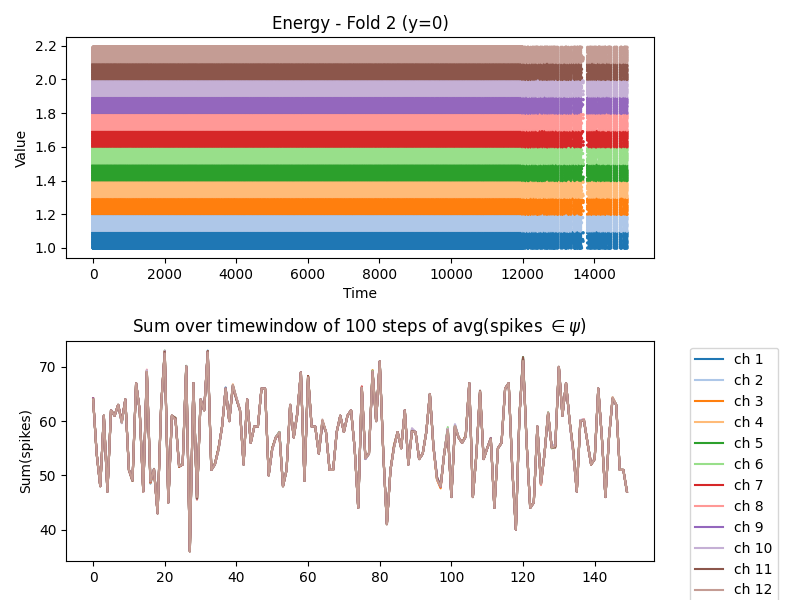 Energy - Fold 2 (y=0)
2.2
2.0
1.8
1.6
1.4
1.2
1.0
Value
0 2000 4000 6000 8000 10000 12000 14000
Time
Sum over timewindow of 100 steps of avg(spikes ∈ ψ)
70
60
50
40
Sum(spikes)
0 20 40 60 80 100 120 140
ch 1
ch 2
ch 3
ch 4
ch 5
ch 6
ch 7
ch 8
ch 9
ch 10
ch 11
ch 12